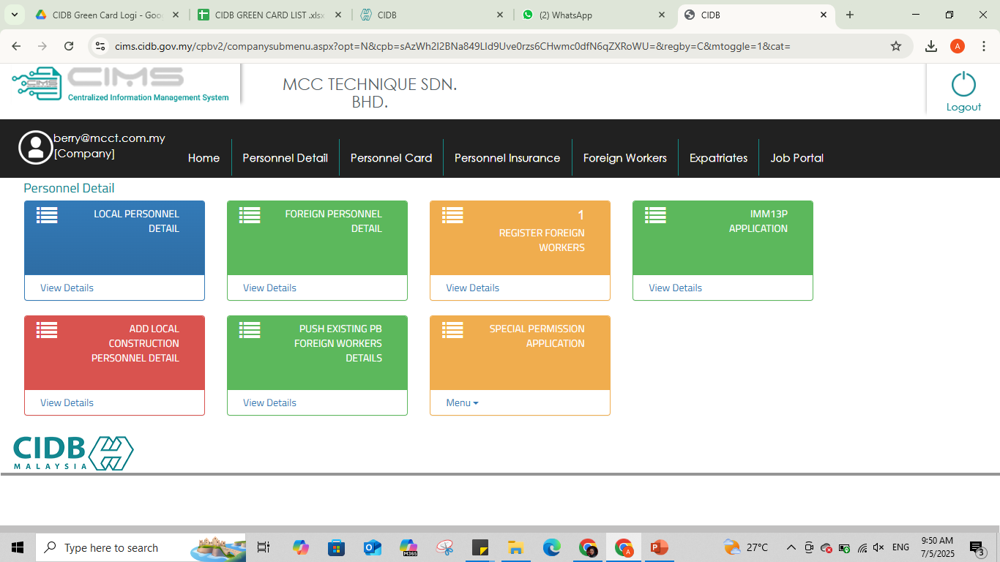 CIDB Green Card Logi - Goo
CIDB GREEN CARD LIST .xlsx
CIDB
(2) WhatsApp
CIDB
cims.cidb.gov.my/cpbv2/companysubmenu.aspx?opt=N&cpb=sAzWh2I2BNa849LId9Uve0rzs6CHwmc0dfN6qZXRoWU=&regby=C&mtoggle=1&cat=
A
CIMS
CIMS
Centralized Information Management System
MCC TECHNIQUE SDN.
BHD.
Logout
berry@mcct.com.my
[Company]
Home
Personnel Detail
Personnel Card
Personnel Insurance
Foreign Workers
Expatriates
Job Portal
Personnel Detail
LOCAL PERSONNEL
DETAIL
View Details
FOREIGN PERSONNEL
DETAIL
View Details
1
REGISTER FOREIGN
WORKERS
View Details
IMM13P
APPLICATION
View Details
ADD LOCAL
CONSTRUCTION
PERSONNEL DETAIL
View Details
PUSH EXISTING PB
FOREIGN WORKERS
DETAILS
View Details
SPECIAL PERMISSION
APPLICATION
Menu
CIDB
MALAYSIA
Type here to search
M365
A
P
27°C
ENG
9:50 AM
7/5/2025
3